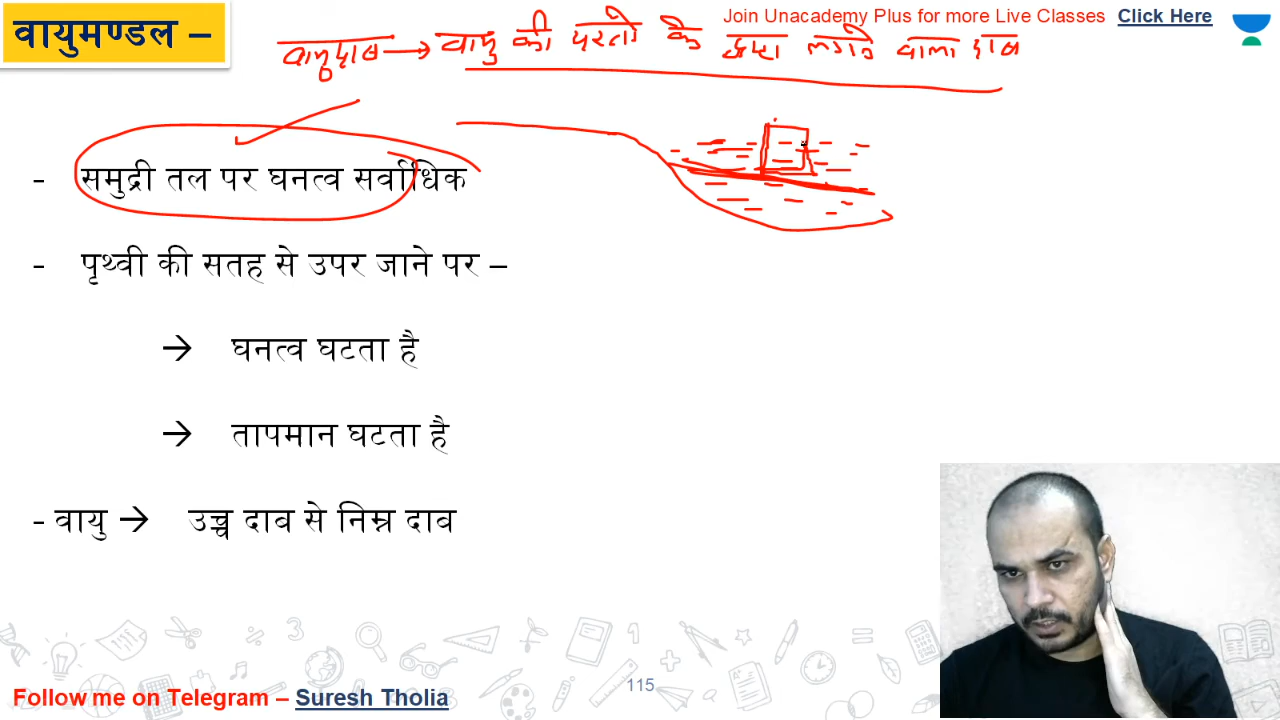 वायुमण्डल –
Join Unacademy Plus for more Live Classes Click Here
वायुदाब → वायु की परतो के द्वारा लगने वाला दाब
- समुद्री तल पर घनत्व सर्वाधिक
- पृथ्वी की सतह से उपर जाने पर –
→ घनत्व घटता है
→ तापमान घटता है
- वायु → उच्च दाब से निम्न दाब
115
Follow me on Telegram – Suresh Tholia